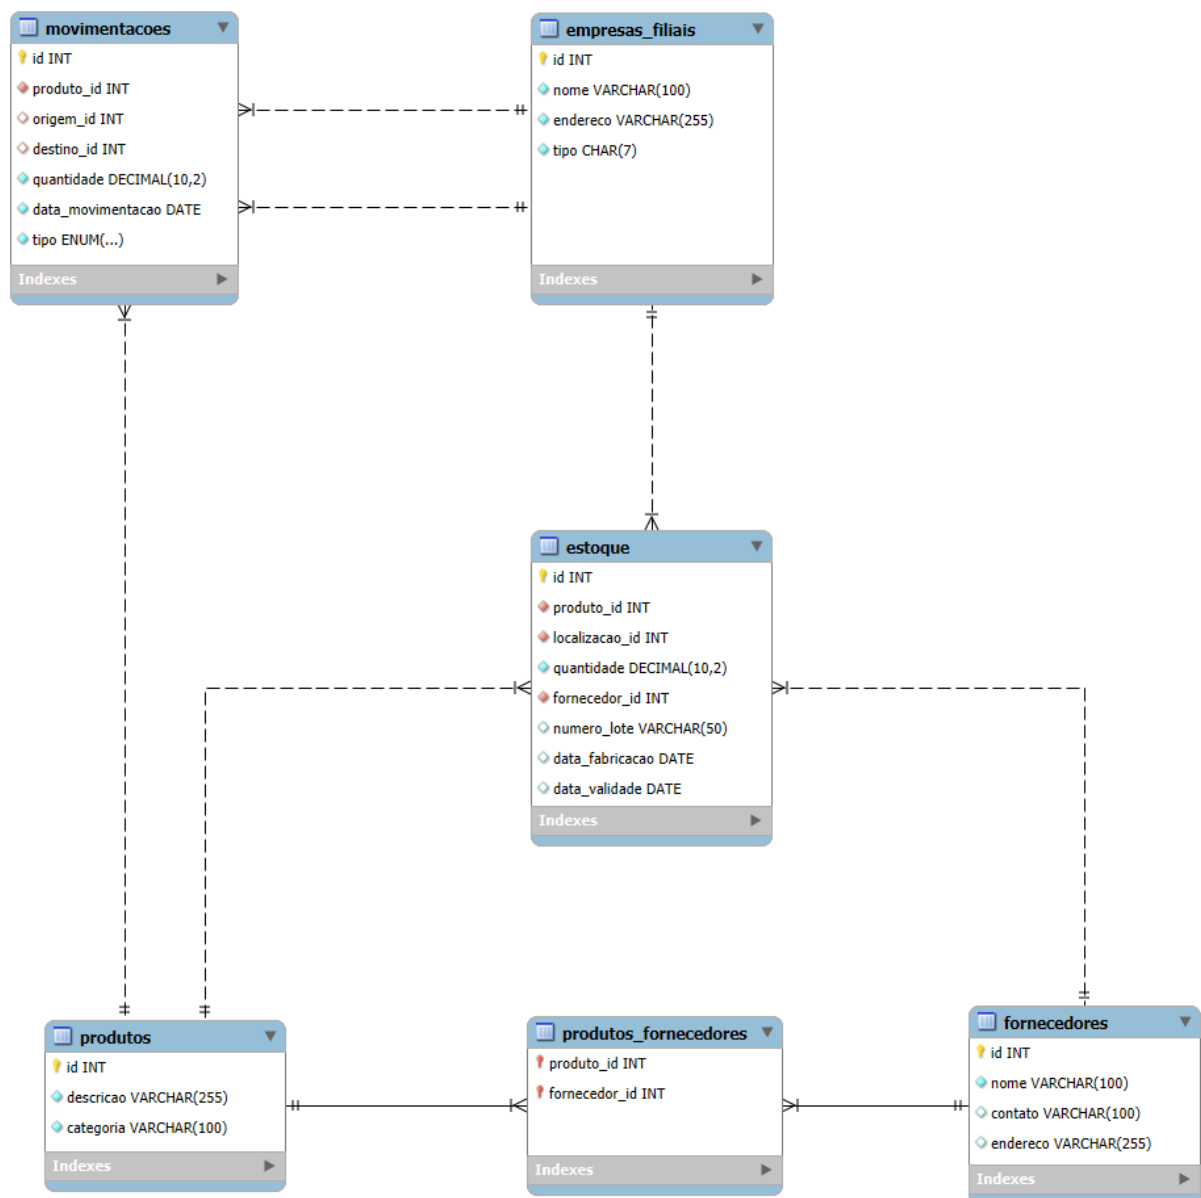 movimentacoes
id INT
produto_id INT
origem_id INT
destino_id INT
quantidade DECIMAL(10,2)
data_movimentacao DATE
tipo ENUM(...)
Indexes
empresas_filiais
id INT
nome VARCHAR(100)
endereco VARCHAR(255)
tipo CHAR(7)
Indexes
estoque
id INT
produto_id INT
localizacao_id INT
quantidade DECIMAL(10,2)
fornecedor_id INT
numero_lote VARCHAR(50)
data_fabricacao DATE
data_validade DATE
Indexes
produtos
id INT
descricao VARCHAR(255)
categoria VARCHAR(100)
Indexes
produtos_fornecedores
produto_id INT
fornecedor_id INT
Indexes
fornecedores
id INT
nome VARCHAR(100)
contato VARCHAR(100)
endereco VARCHAR(255)
Indexes